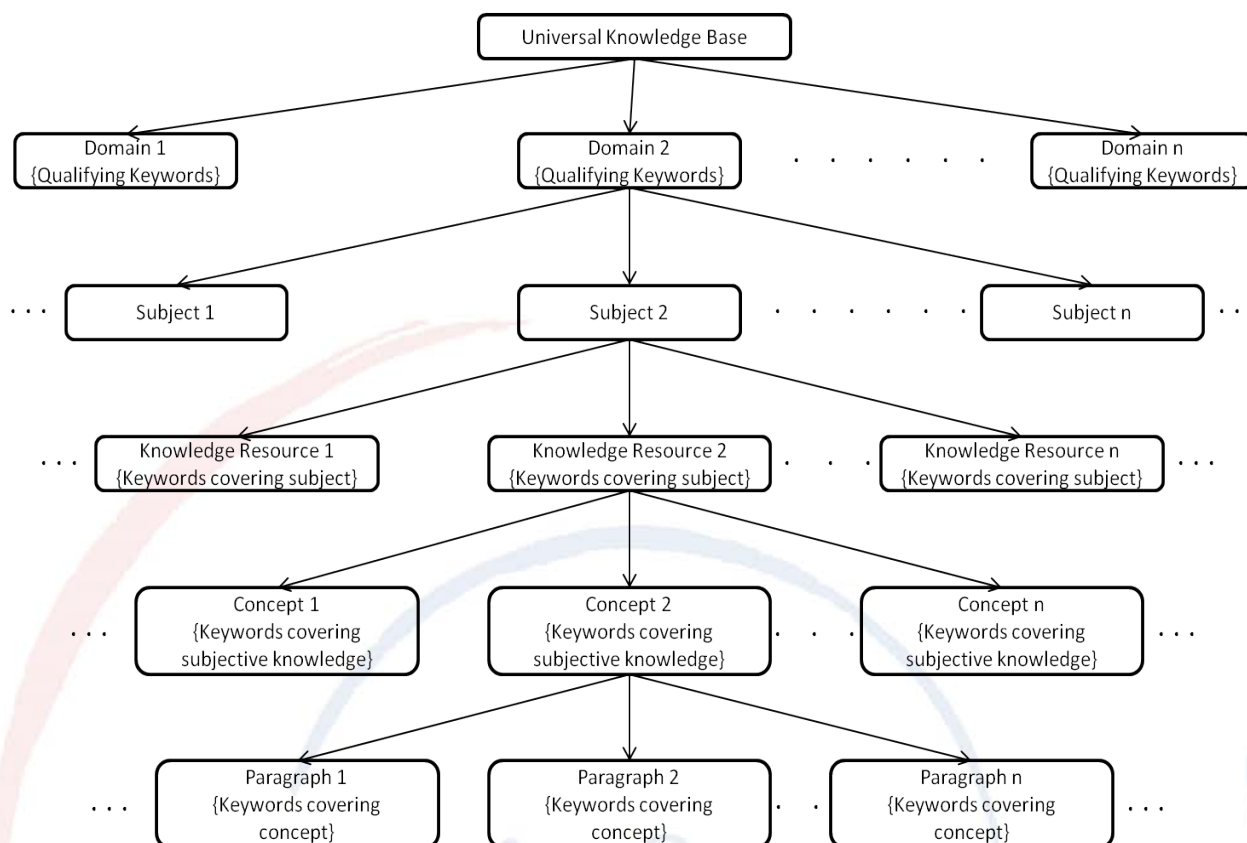 Universal Knowledge Base
Domain 1
{Qualifying Keywords}
Domain 2
{Qualifying Keywords}
. . . . . .
Domain n
{Qualifying Keywords}
. . .
Subject 1
Subject 2
. . . . . .
Subject n
. .
. . .
Knowledge Resource 1
{Keywords covering subject}
Knowledge Resource 2
{Keywords covering subject}
. . .
Knowledge Resource n
{Keywords covering subject}
. . .
. . .
Concept 1
{Keywords covering
subjective knowledge}
Concept 2
{Keywords covering
subjective knowledge}
. . .
Concept n
{Keywords covering
subjective knowledge}
. . .
. . .
Paragraph 1
{Keywords covering
concept}
Paragraph 2
{Keywords covering
concept}
. .
Paragraph n
{Keywords covering
concept}
. . .